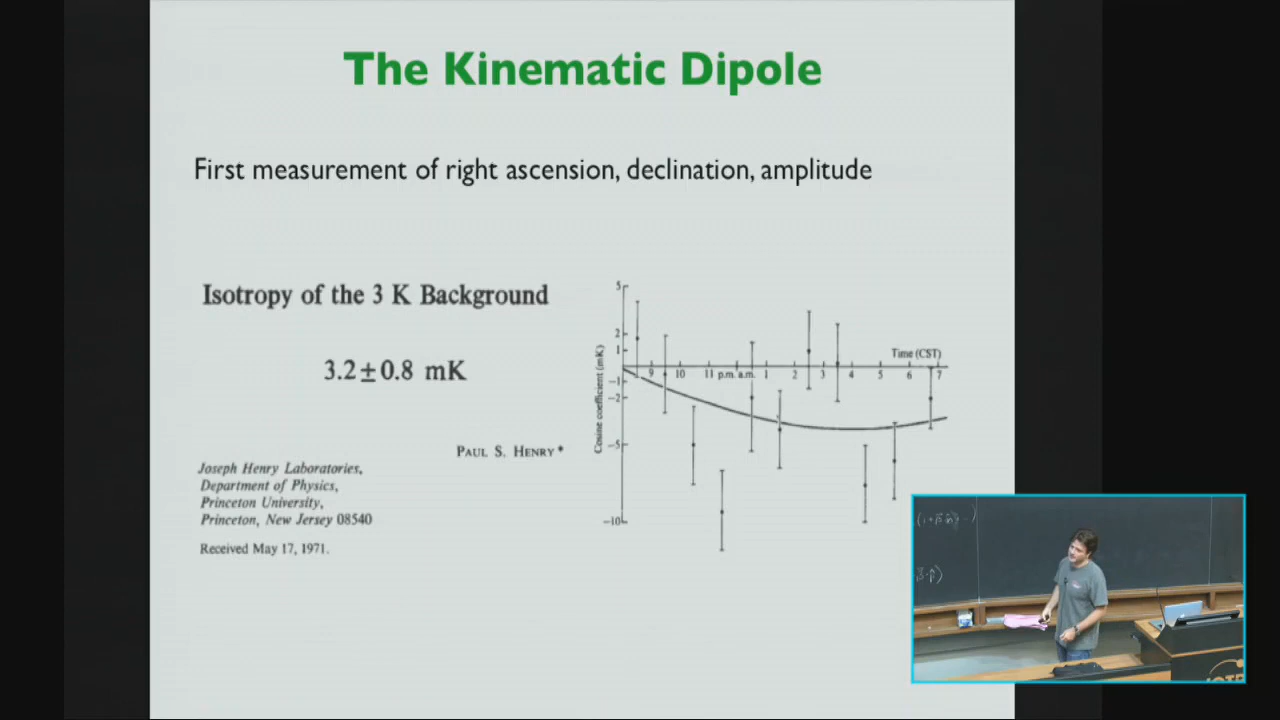 The Kinematic Dipole
First measurement of right ascension, declination, amplitude
Isotropy of the 3 K Background
3.2±0.8 mK
PAUL S. HENRY*
Joseph Henry Laboratories,
Department of Physics,
Princeton University,
Princeton, New Jersey 08540
Received May 17, 1971.
Cosine coefficient (mK)
5
2
1
-1
-2
-5
-10
Time (CST)
9 10 11 p.m. a.m. 1 2 3 4 5 6 7